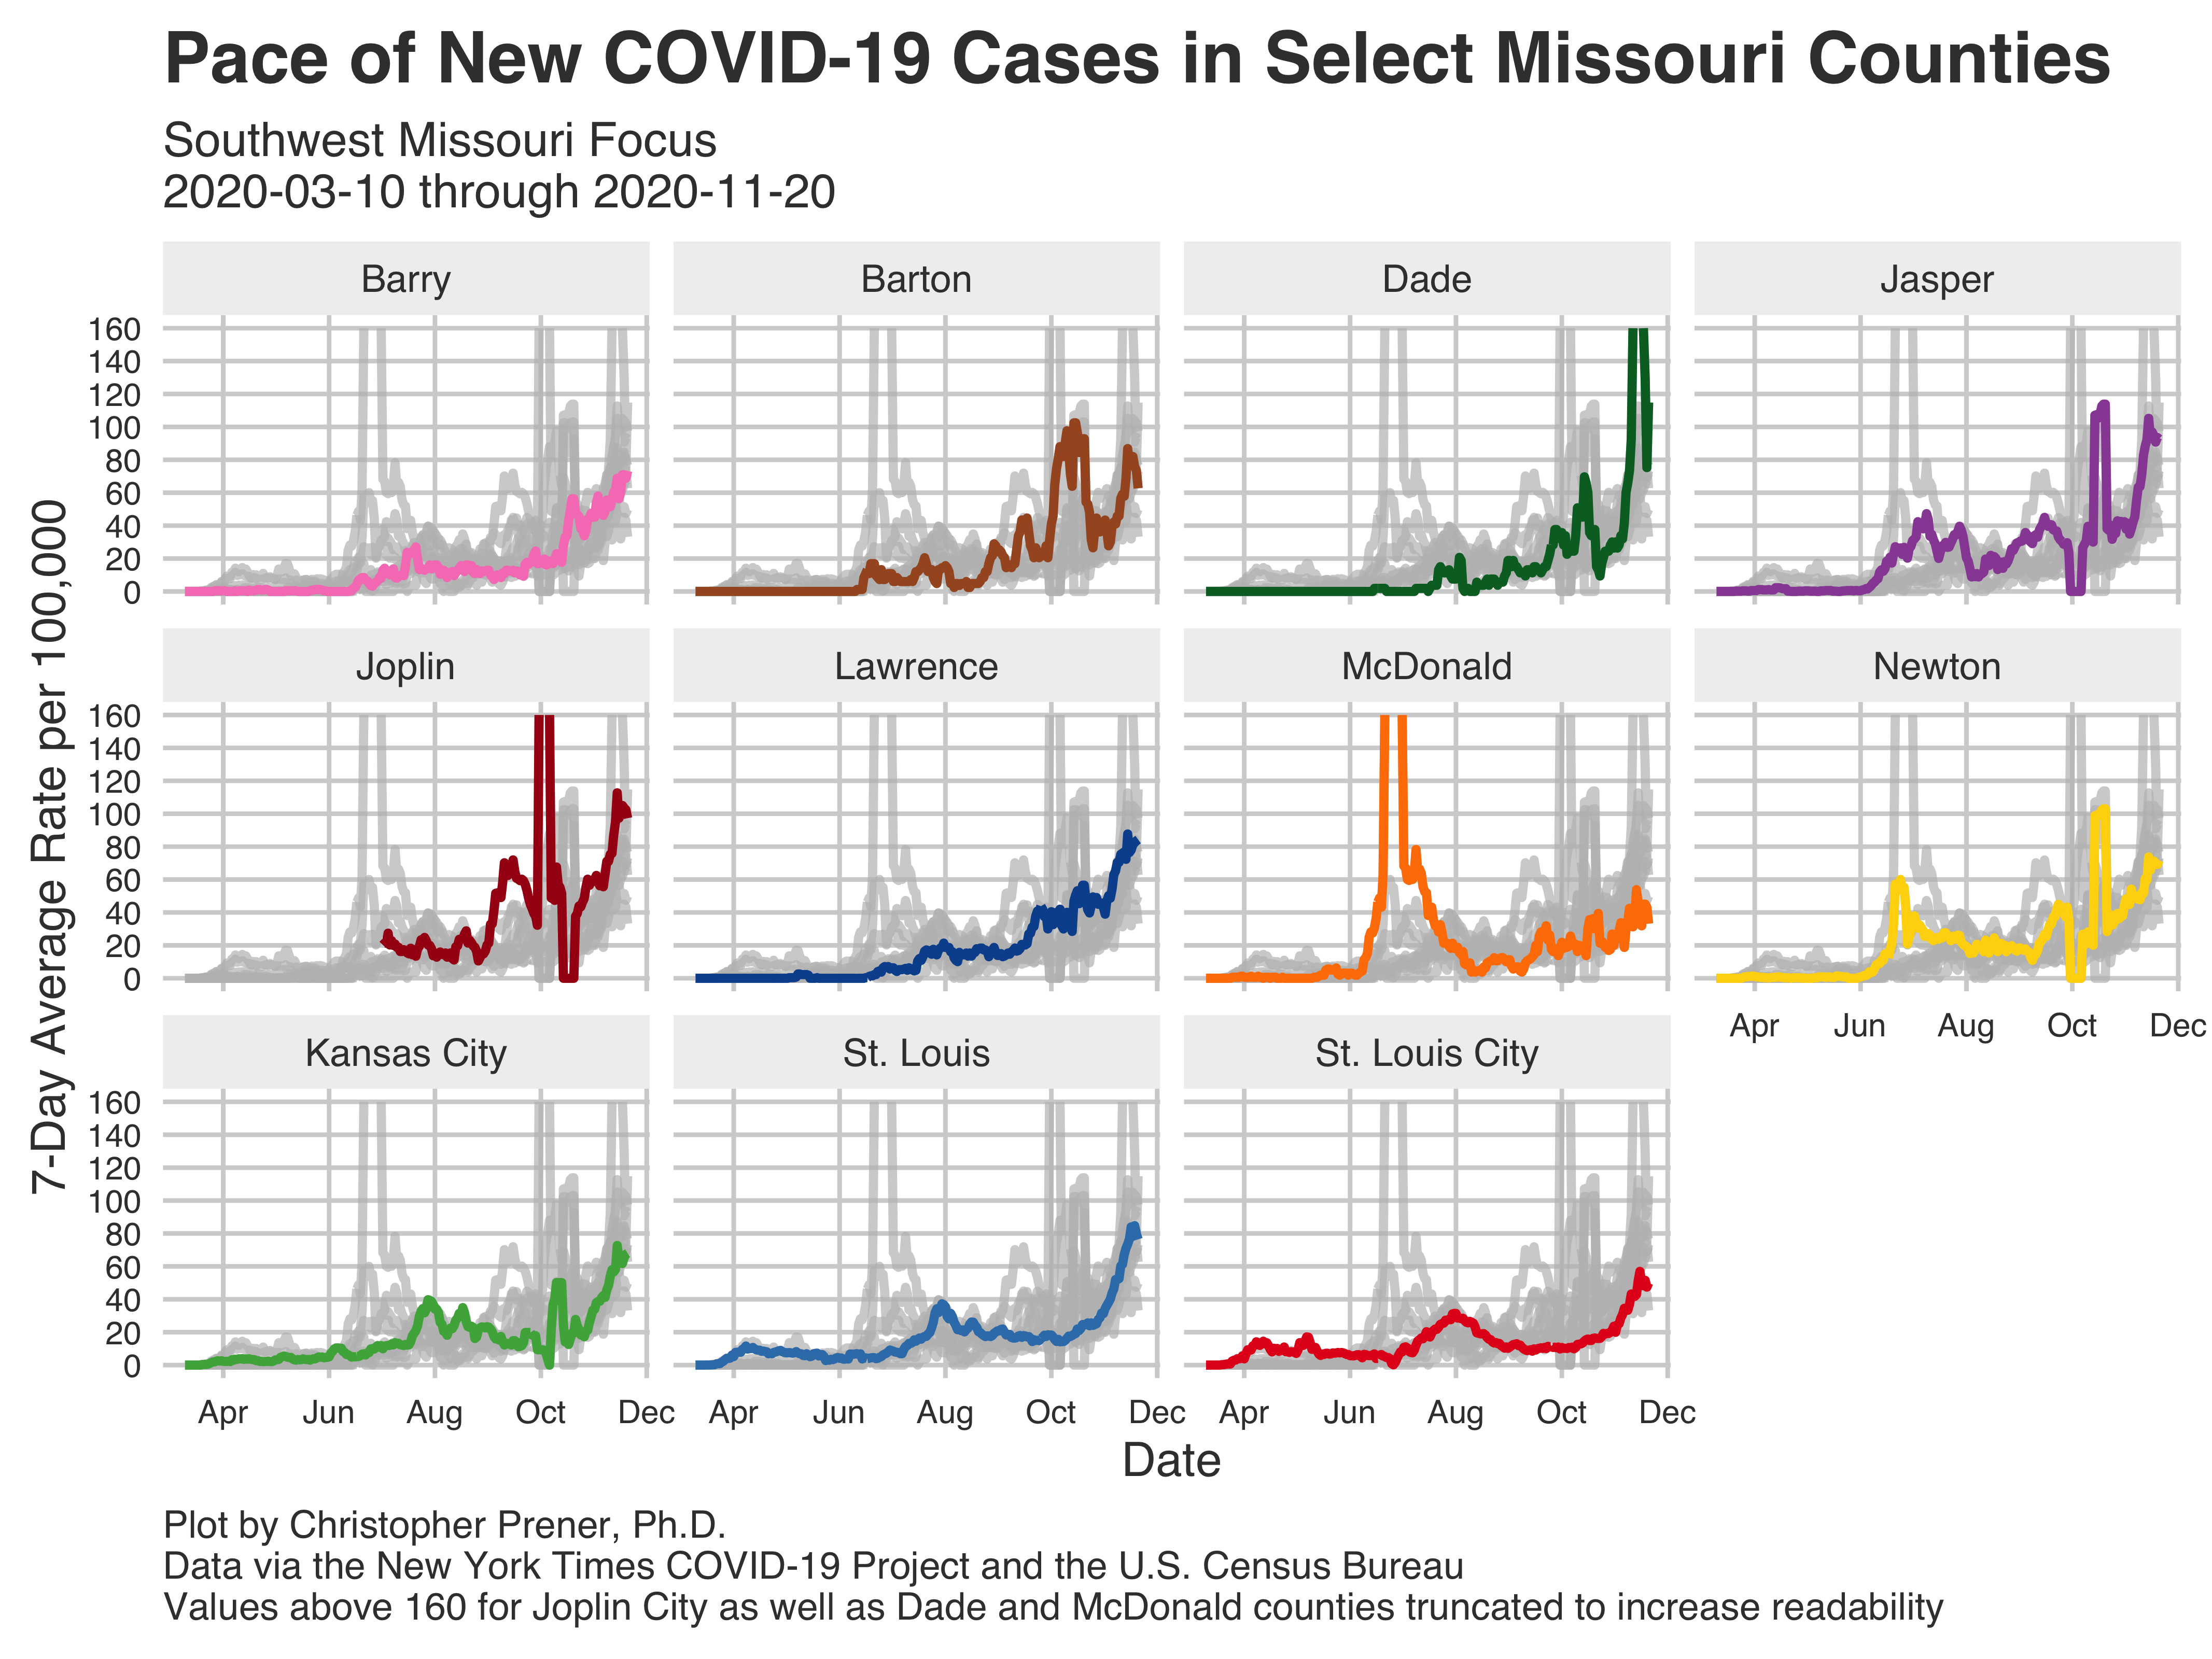 Pace of New COVID-19 Cases in Select Missouri Counties
Southwest Missouri Focus
2020-03-10 through 2020-11-20
7-Day Average Rate per 100,000
Barry
Barton
Dade
Jasper
160
140
120
100
80
60
40
20
0
Joplin
Lawrence
McDonald
Newton
160
140
120
100
80
60
40
20
0
Apr Jun Aug Oct Dec
Kansas City
St. Louis
St. Louis City
160
140
120
100
80
60
40
20
0
Apr Jun Aug Oct Dec
Apr Jun Aug Oct Dec
Apr Jun Aug Oct Dec
Date
Plot by Christopher Prener, Ph.D.
Data via the New York Times COVID-19 Project and the U.S. Census Bureau
Values above 160 for Joplin City as well as Dade and McDonald counties truncated to increase readability